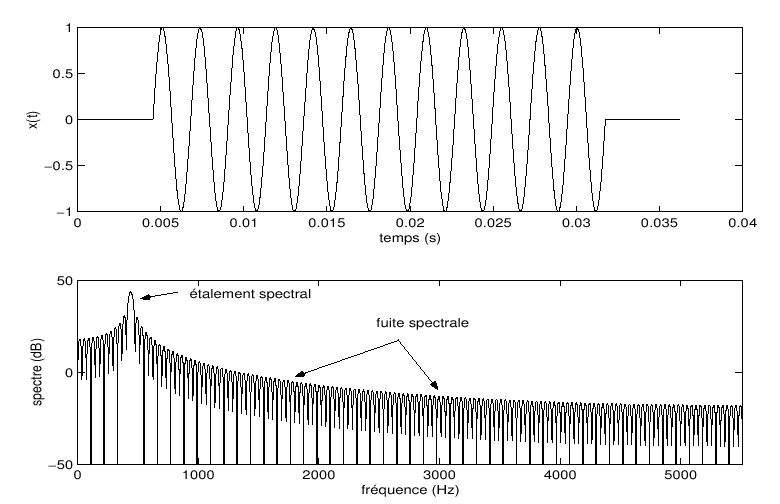 1
0.5
0
−0.5
−1
x(t)
0 0.005 0.01 0.015 0.02 0.025 0.03 0.035 0.04
temps (s)
50
0
−50
spectre (dB)
étalement spectral
fuite spectrale
0 1000 2000 3000 4000 5000
fréquence (Hz)